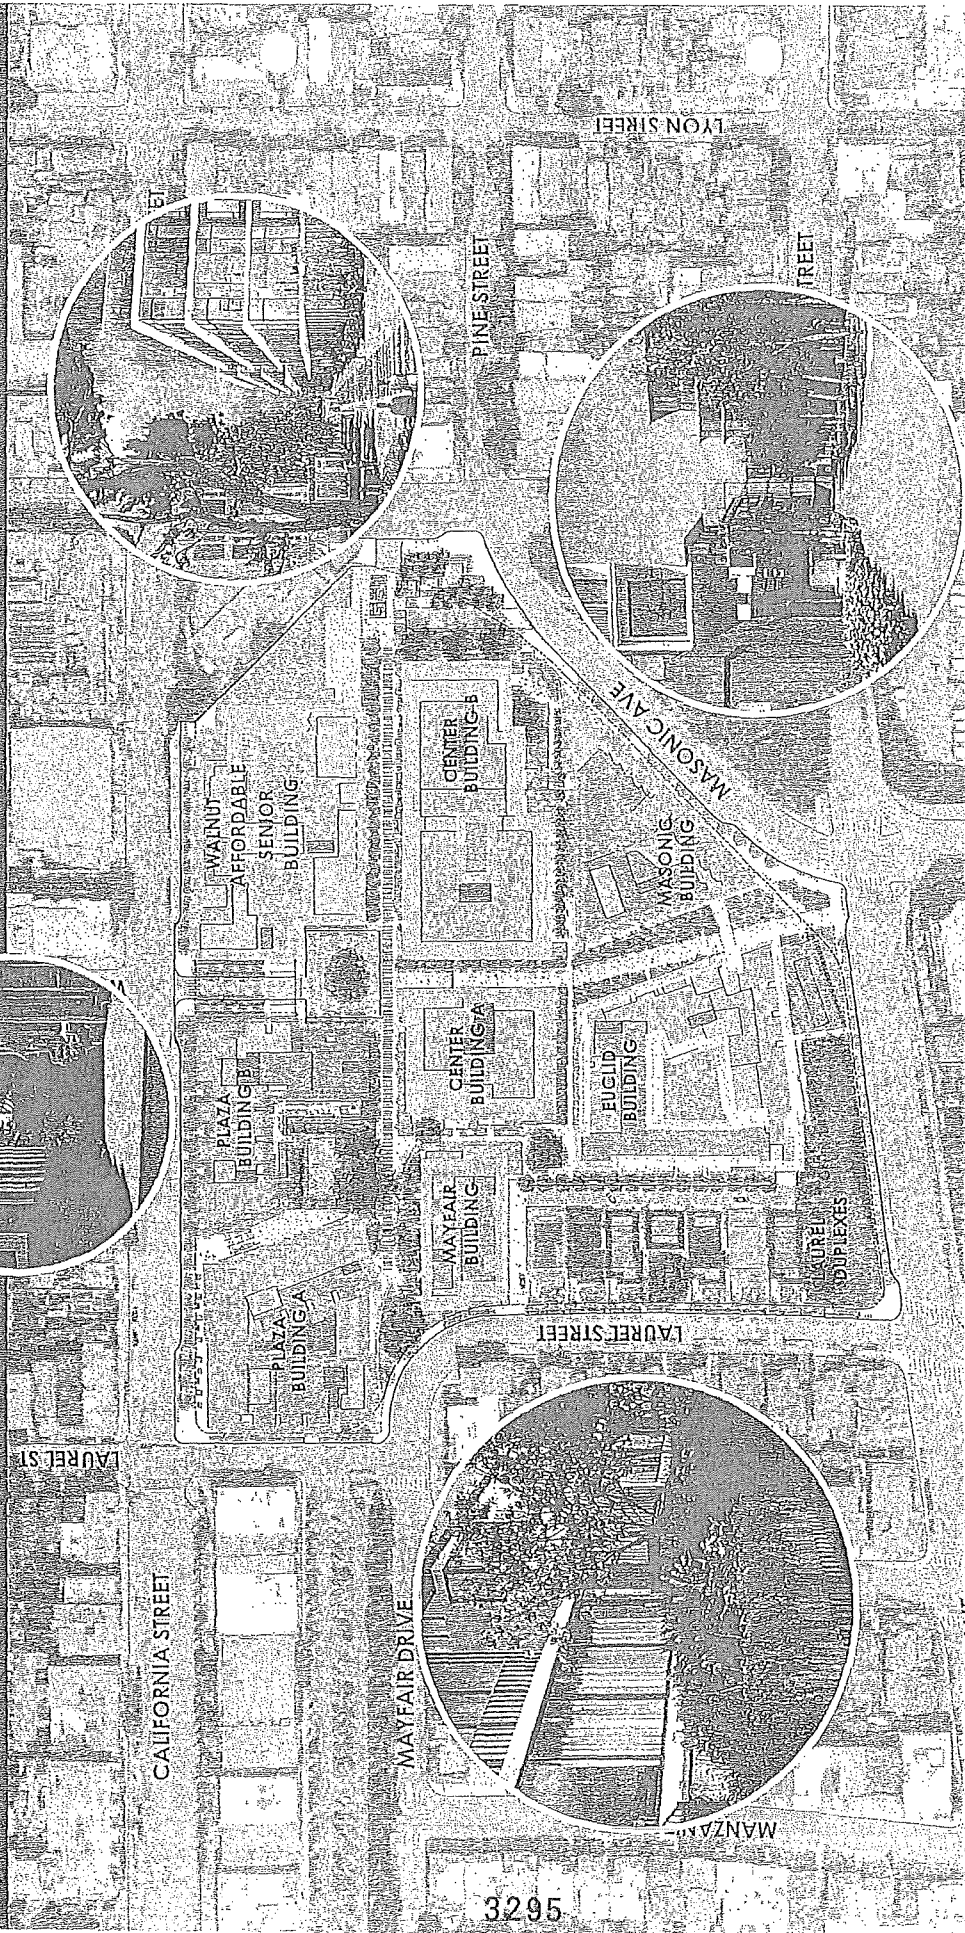 LYON STREET
PINE STREET
TREET
MASONIC AVE
WALNUT
AFFORDABLE
SENIOR
BUILDING
CENTER
BUILDING B
MASONIC
BUILDING
PLAZA
BUILDING B
CENTER
BUILDING A
EUCLID
BUILDING
MAYFAIR
BUILDING
PLAZA
BUILDING A
LAUREL
DUPLEXES
LAUREL STREET
LAUREL ST
CALIFORNIA STREET
MAYFAIR DRIVE
3295